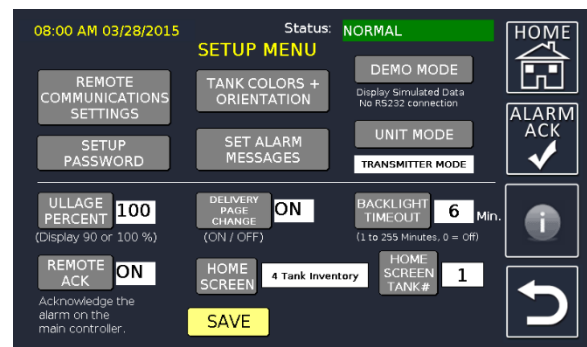 08:00 AM 03/28/2015
Status:
NORMAL
HOME
SETUP MENU
REMOTE
COMMUNICATIONS
SETTINGS
TANK COLORS +
ORIENTATION
DEMO MODE
Display Simulated Data
No RS232 connection
ALARM
ACK
SETUP
PASSWORD
SET ALARM
MESSAGES
UNIT MODE
TRANSMITTER MODE
ULLAGE
PERCENT
100
(Display 90 or 100 %)
DELIVERY
PAGE
CHANGE
ON
(ON / OFF)
BACKLIGHT
TIMEOUT
6
Min.
(1 to 255 Minutes, 0 = Off)
i
REMOTE
ACK
ON
Acknowledge the
alarm on the
main controller.
HOME
SCREEN
4 Tank Inventory
HOME
SCREEN
TANK#
1
SAVE